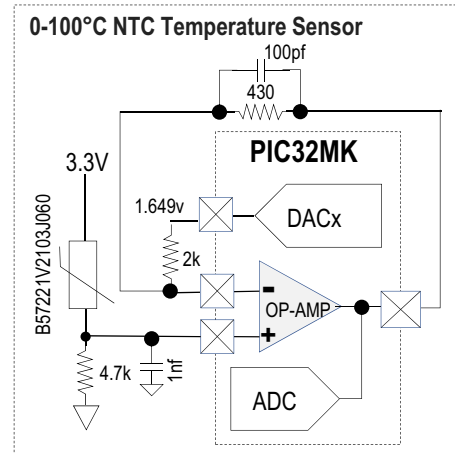 0-100°C NTC Temperature Sensor
100pf
430
PIC32MK
3.3V
1.649v
DACx
2k
B57221V2103J060
-
OP-AMP
+
4.7k
1nf
ADC